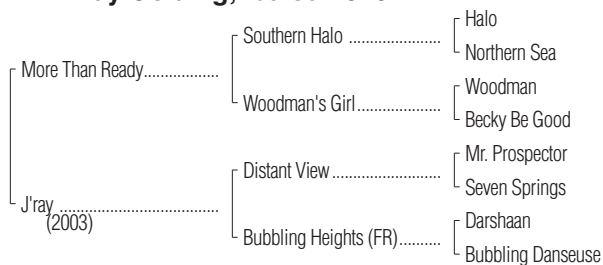 Southern Halo
Halo
Northern Sea
More Than Ready
Woodman's Girl
Woodman
Becky Be Good
Distant View
Mr. Prospector
Seven Springs
J'ray
(2003)
Bubbling Heights (FR)
Darshaan
Bubbling Danseuse